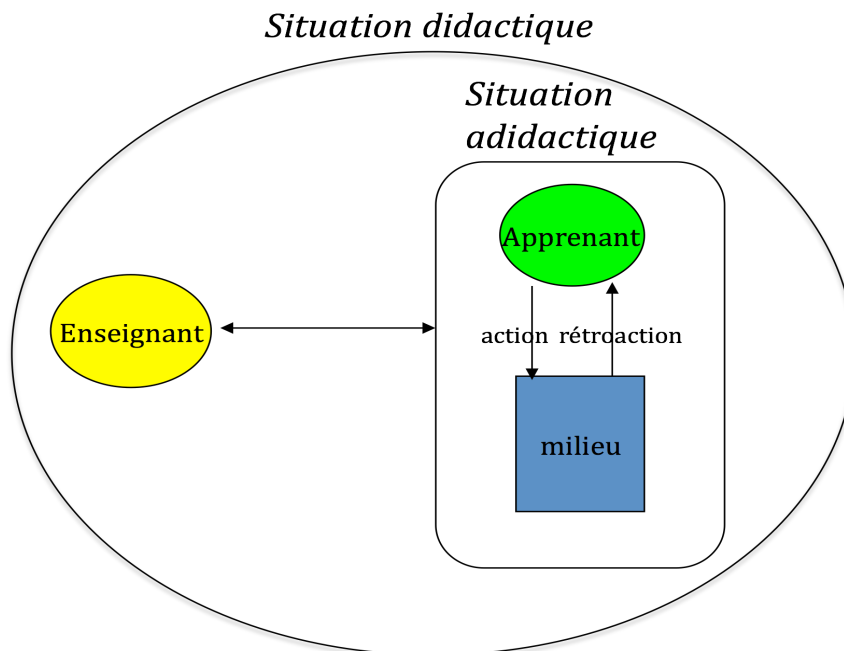 Situation didactique
Situation
adidactique
Apprenant
Enseignant
action rétroaction
milieu